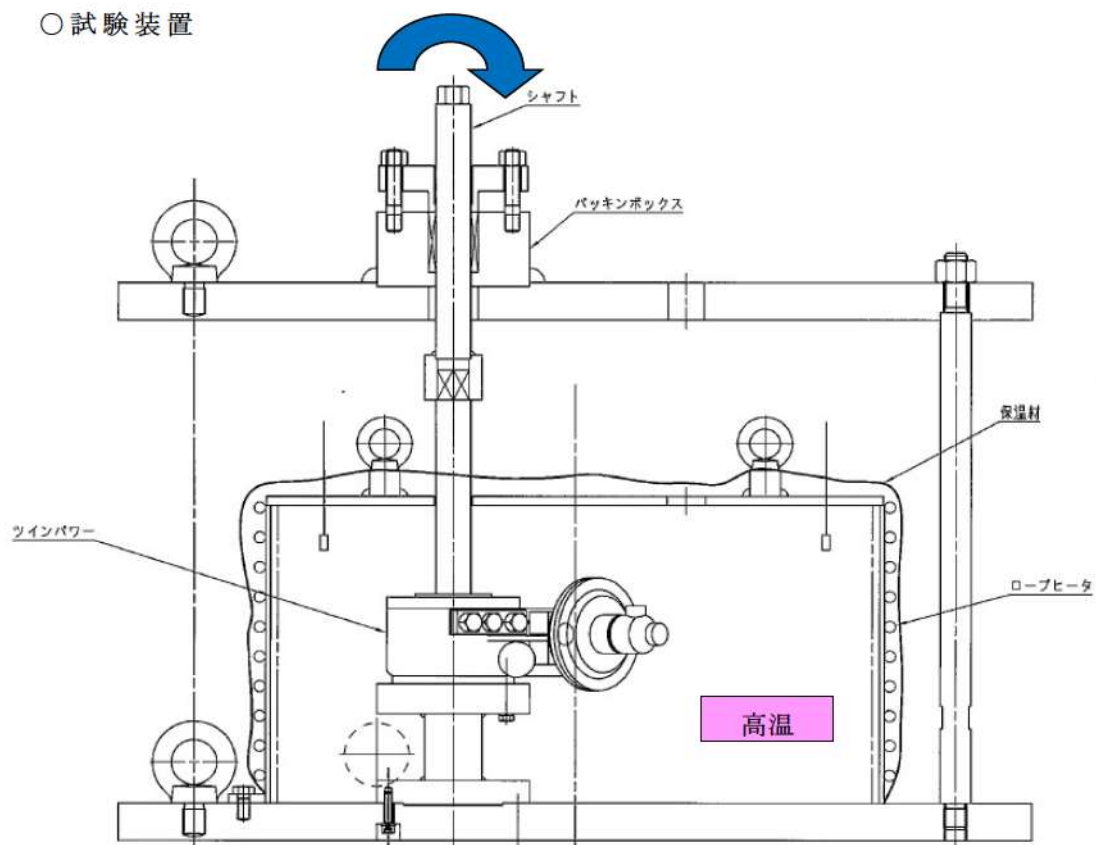 ○試験装置
シャフト
パッキンボックス
保温材
ツインパワー
ロープヒータ
高温